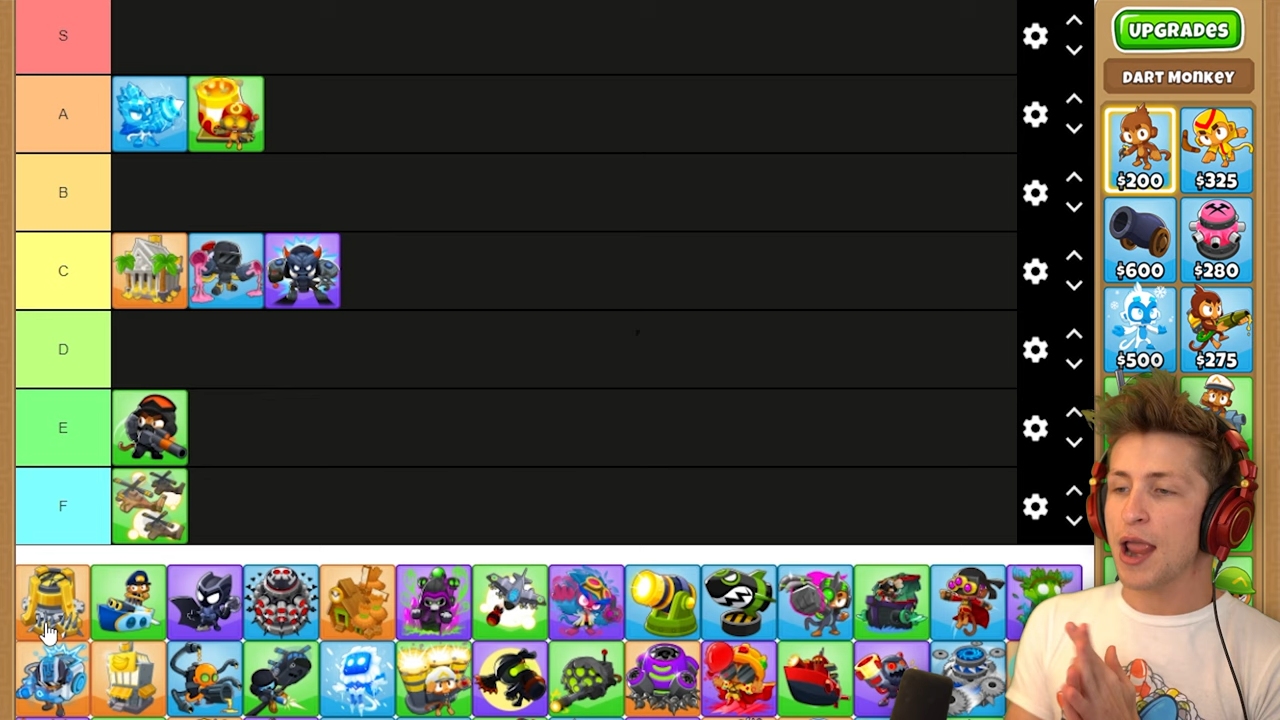 S
A
B
C
D
E
F
UPGRADES
DART MONKEY
$200
$325
$600
$280
$500
$275